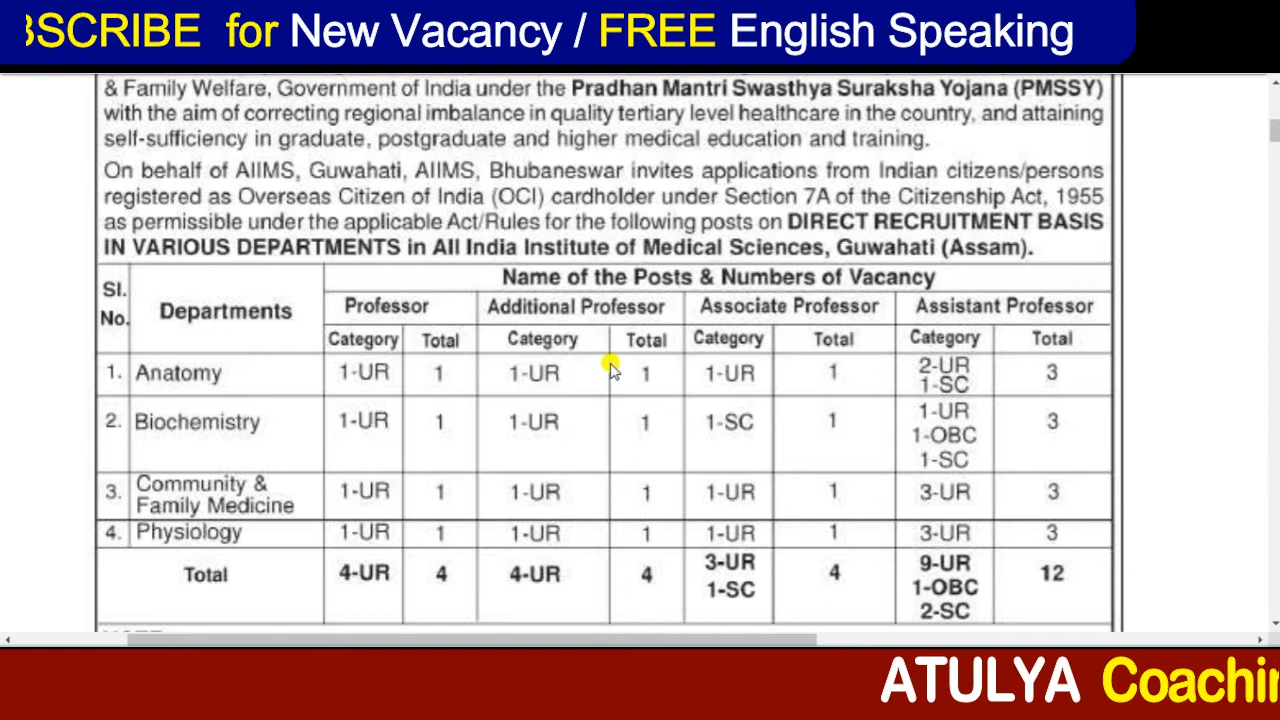 BSCRIBE for New Vacancy / FREE English Speaking
& Family Welfare, Government of India under the Pradhan Mantri Swasthya Suraksha Yojana (PMSSY)
with the aim of correcting regional imbalance in quality tertiary level healthcare in the country, and attaining
self-sufficiency in graduate, postgraduate and higher medical education and training.
On behalf of AIIMS, Guwahati, AIIMS, Bhubaneswar invites applications from Indian citizens/persons
registered as Overseas Citizen of India (OCI) cardholder under Section 7A of the Citizenship Act, 1955
as permissible under the applicable Act/Rules for the following posts on DIRECT RECRUITMENT BASIS
IN VARIOUS DEPARTMENTS in All India Institute of Medical Sciences, Guwahati (Assam).
Sl. No. Departments Name of the Posts & Numbers of Vacancy
Professor Additional Professor Associate Professor Assistant Professor
Category Total Category Total Category Total Category Total
1. Anatomy 1-UR 1 1-UR 1 1-UR 1 2-UR 1-SC 3
2. Biochemistry 1-UR 1 1-UR 1 1-SC 1 1-UR 1-OBC 1-SC 3
3. Community & Family Medicine 1-UR 1 1-UR 1 1-UR 1 3-UR 3
4. Physiology 1-UR 1 1-UR 1 1-UR 1 3-UR 3
Total 4-UR 4 4-UR 4 3-UR 1-SC 4 9-UR 1-OBC 2-SC 12
ATULYA Coachin